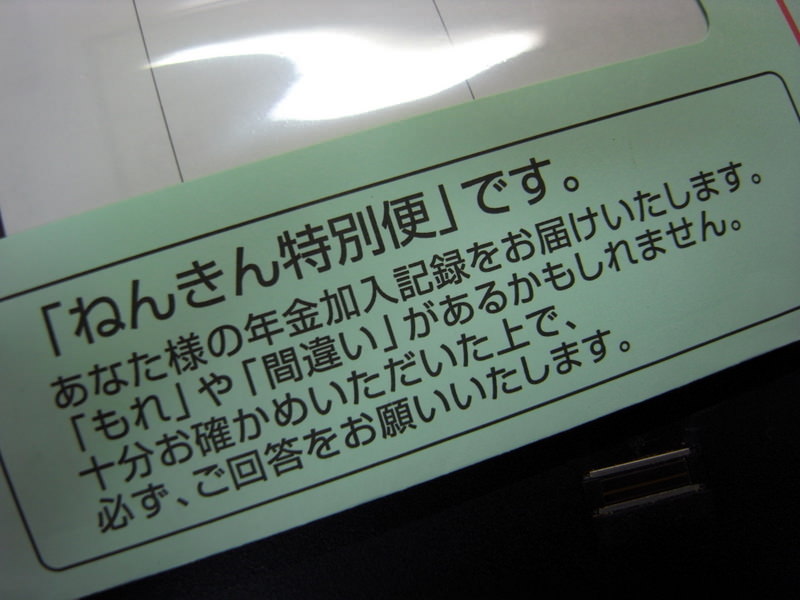 「ねんきん特別便」です。
あなた様の年金加入記録をお届けいたします。
「もれ」や「間違い」があるかもしれません。
十分お確かめいただいた上で、
必ず、ご回答をお願いいたします。